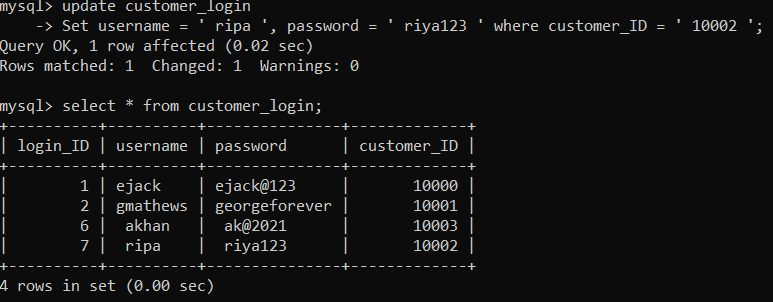 mysql> update customer_login
    -> Set username = ' ripa ', password = ' riya123 ' where customer_ID = ' 10002 ';
Query OK, 1 row affected (0.02 sec)
Rows matched: 1  Changed: 1  Warnings: 0
mysql> select * from customer_login;
+----------+----------+---------------+-------------+
| login_ID | username | password      | customer_ID |
+----------+----------+---------------+-------------+
|        1 | ejack    | ejack@123     |       10000 |
|        2 | gmathews | georgeforever |       10001 |
|        6 |  akhan   |  ak@2021      |       10003 |
|        7 |  ripa    |  riya123      |       10002 |
+----------+----------+---------------+-------------+
4 rows in set (0.00 sec)